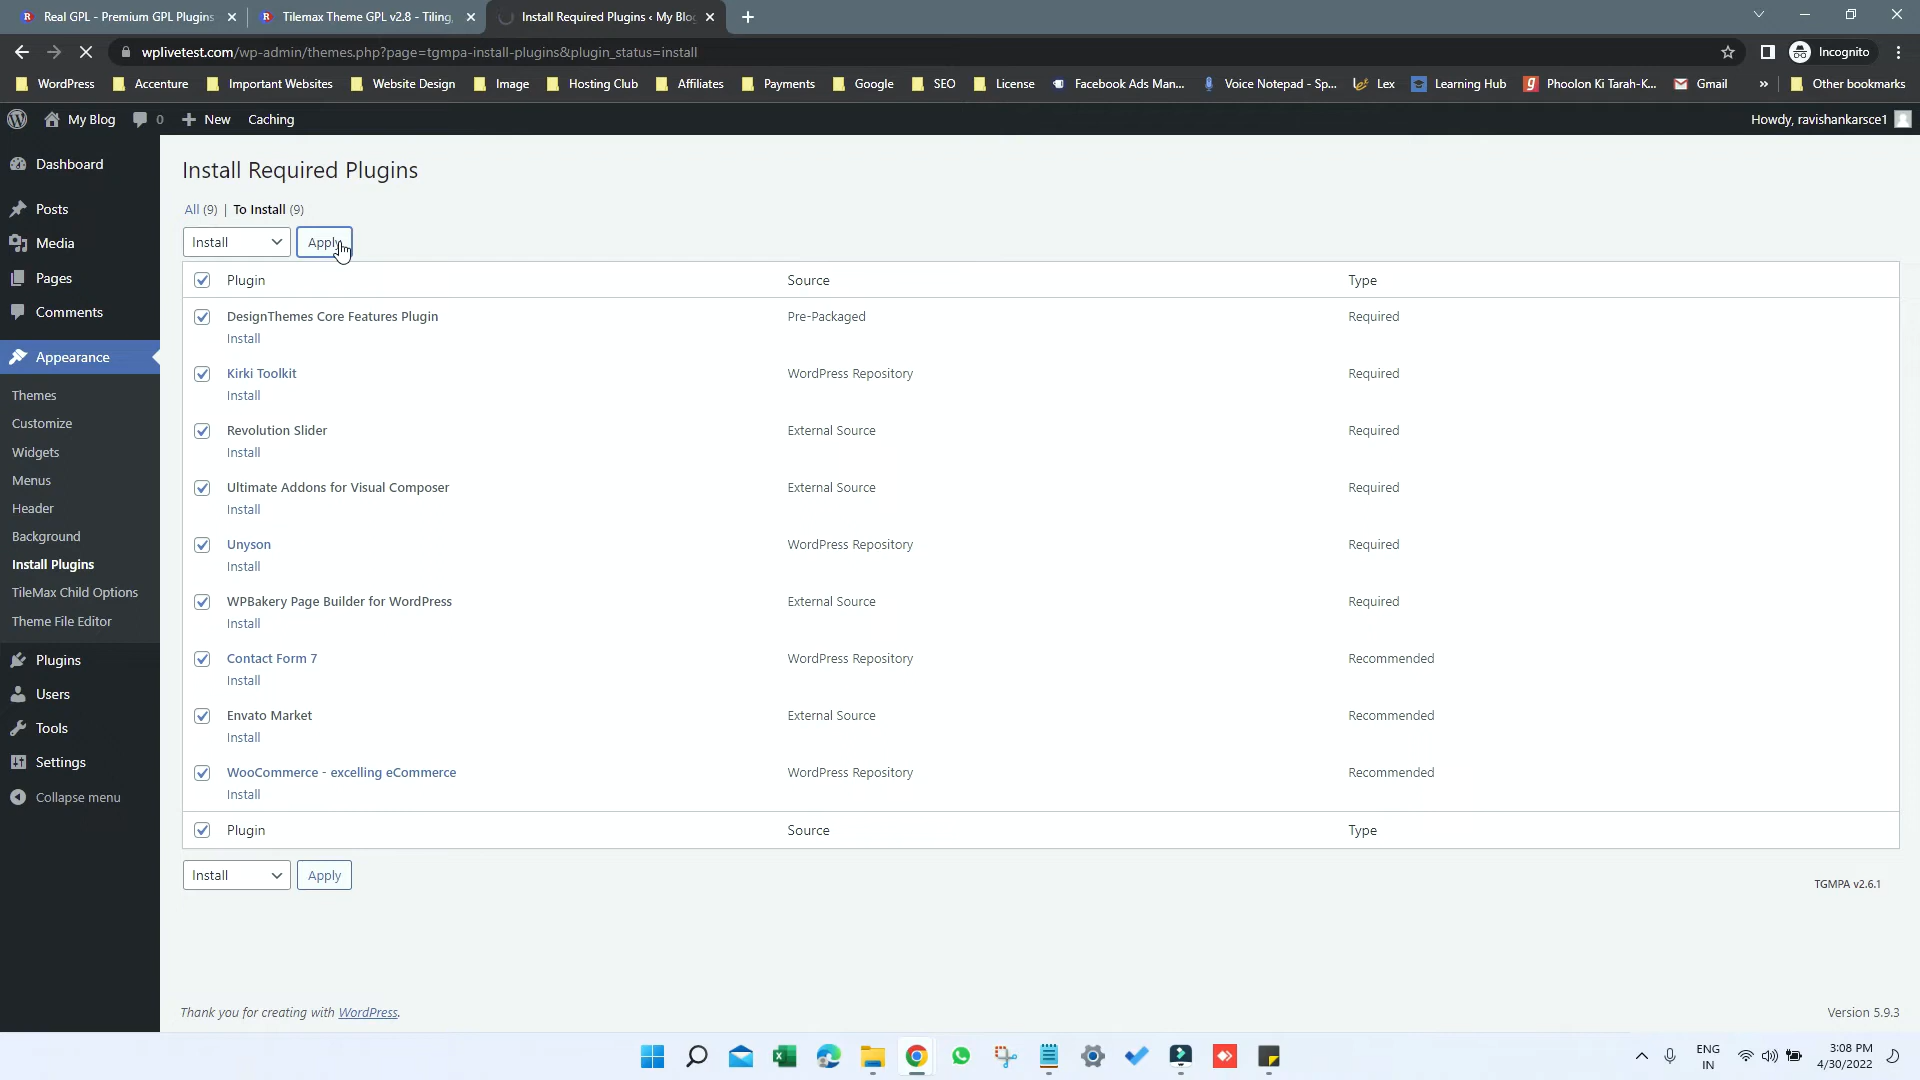 Real GPL - Premium GPL Plugins
Tilemax Theme GPL v2.8 - Tiling,
Install Required Plugins ‹ My Blog
wplivetest.com/wp-admin/themes.php?page=tgmpa-install-plugins&plugin_status=install
Incognito
WordPress
Accenture
Important Websites
Website Design
Image
Hosting Club
Affiliates
Payments
Google
SEO
License
Facebook Ads Man...
Voice Notepad - Sp...
Lex
Learning Hub
Phoolon Ki Tarah-K...
Gmail
»
Other bookmarks
My Blog
0
New
Caching
Howdy, ravishankarsce1
Dashboard
Posts
Media
Pages
Comments
Appearance
Themes
Customize
Widgets
Menus
Header
Background
Install Plugins
TileMax Child Options
Theme File Editor
Plugins
Users
Tools
Settings
Collapse menu
Install Required Plugins
All (9) | To Install (9)
Install
Apply
Plugin Source Type
DesignThemes Core Features Plugin Pre-Packaged Required
Install
Kirki Toolkit WordPress Repository Required
Install
Revolution Slider External Source Required
Install
Ultimate Addons for Visual Composer External Source Required
Install
Unyson WordPress Repository Required
Install
WPBakery Page Builder for WordPress External Source Required
Install
Contact Form 7 WordPress Repository Recommended
Install
Envato Market External Source Recommended
Install
WooCommerce - excelling eCommerce WordPress Repository Recommended
Install
Plugin Source Type
Install
Apply
TGMPA v2.6.1
Thank you for creating with WordPress.
Version 5.9.3
ENG
IN
3:08 PM
4/30/2022